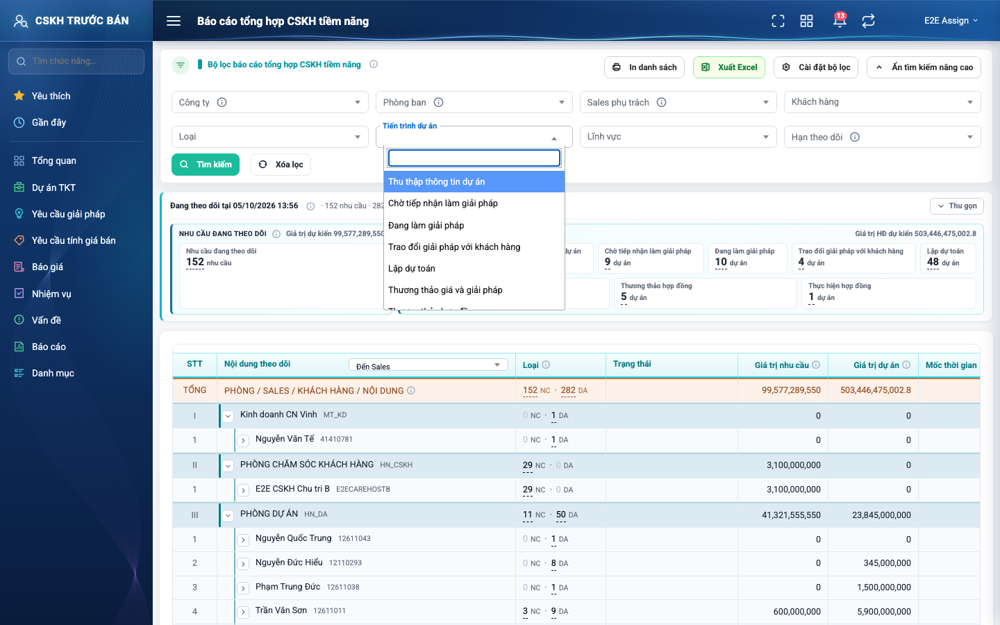 CSKH TRƯỚC BÁN
Báo cáo tổng hợp CSKH tiềm năng
13
E2E Assign
Tìm chức năng...
Yêu thích
Gần đây
Tổng quan
Dự án TKT
Yêu cầu giải pháp
Yêu cầu tính giá bán
Báo giá
Nhiệm vụ
Vấn đề
Báo cáo
Danh mục
Bộ lọc báo cáo tổng hợp CSKH tiềm năng
In danh sách
Xuất Excel
Cài đặt bộ lọc
Ẩn tìm kiếm nâng cao
Công ty
Phòng ban
Sales phụ trách
Khách hàng
Loại
Tiến trình dự án
Lĩnh vực
Hạn theo dõi
Tìm kiếm
Xóa lọc
Thu thập thông tin dự án
Chờ tiếp nhận làm giải pháp
Đang làm giải pháp
Trao đổi giải pháp với khách hàng
Lập dự toán
Thương thảo giá và giải pháp
Đang theo dõi tại 05/10/2026 13:56 · 152 nhu cầu · 282
Thu gọn
NHU CẦU ĐANG THEO DÕI Giá trị dự kiến 99,577,289,550
Giá trị HĐ dự kiến 503,446,475,002.8
Nhu cầu đang theo dõi
152 nhu cầu
dự án
Chờ tiếp nhận làm giải pháp
9 dự án
Đang làm giải pháp
10 dự án
Trao đổi giải pháp với khách hàng
4 dự án
Lập dự toán
48 dự án
Thương thảo hợp đồng
5 dự án
Thực hiện hợp đồng
1 dự án
STT Nội dung theo dõi Đến Sales Loại Trạng thái Giá trị nhu cầu Giá trị dự án Mốc thời gian
TỔNG PHÒNG / SALES / KHÁCH HÀNG / NỘI DUNG 152 NC · 282 DA 99,577,289,550 503,446,475,002.8
I Kinh doanh CN Vinh MT_KD 0 NC · 1 DA 0 0
1 Nguyễn Văn Tế 41410781 0 NC · 1 DA 0 0
II PHÒNG CHĂM SÓC KHÁCH HÀNG HN_CSKH 29 NC · 0 DA 3,100,000,000 0
1 E2E CSKH Chu tri B E2ECAREHOSTB 29 NC · 0 DA 3,100,000,000 0
III PHÒNG DỰ ÁN HN_DA 11 NC · 50 DA 41,321,555,550 23,845,000,000
1 Nguyễn Quốc Trung 12611043 0 NC · 1 DA 0 0
2 Nguyễn Đức Hiểu 12110293 0 NC · 8 DA 0 345,000,000
3 Phạm Trung Đức 12611038 0 NC · 1 DA 0 1,500,000,000
4 Trần Văn Sơn 12611011 3 NC · 9 DA 600,000,000 5,900,000,000